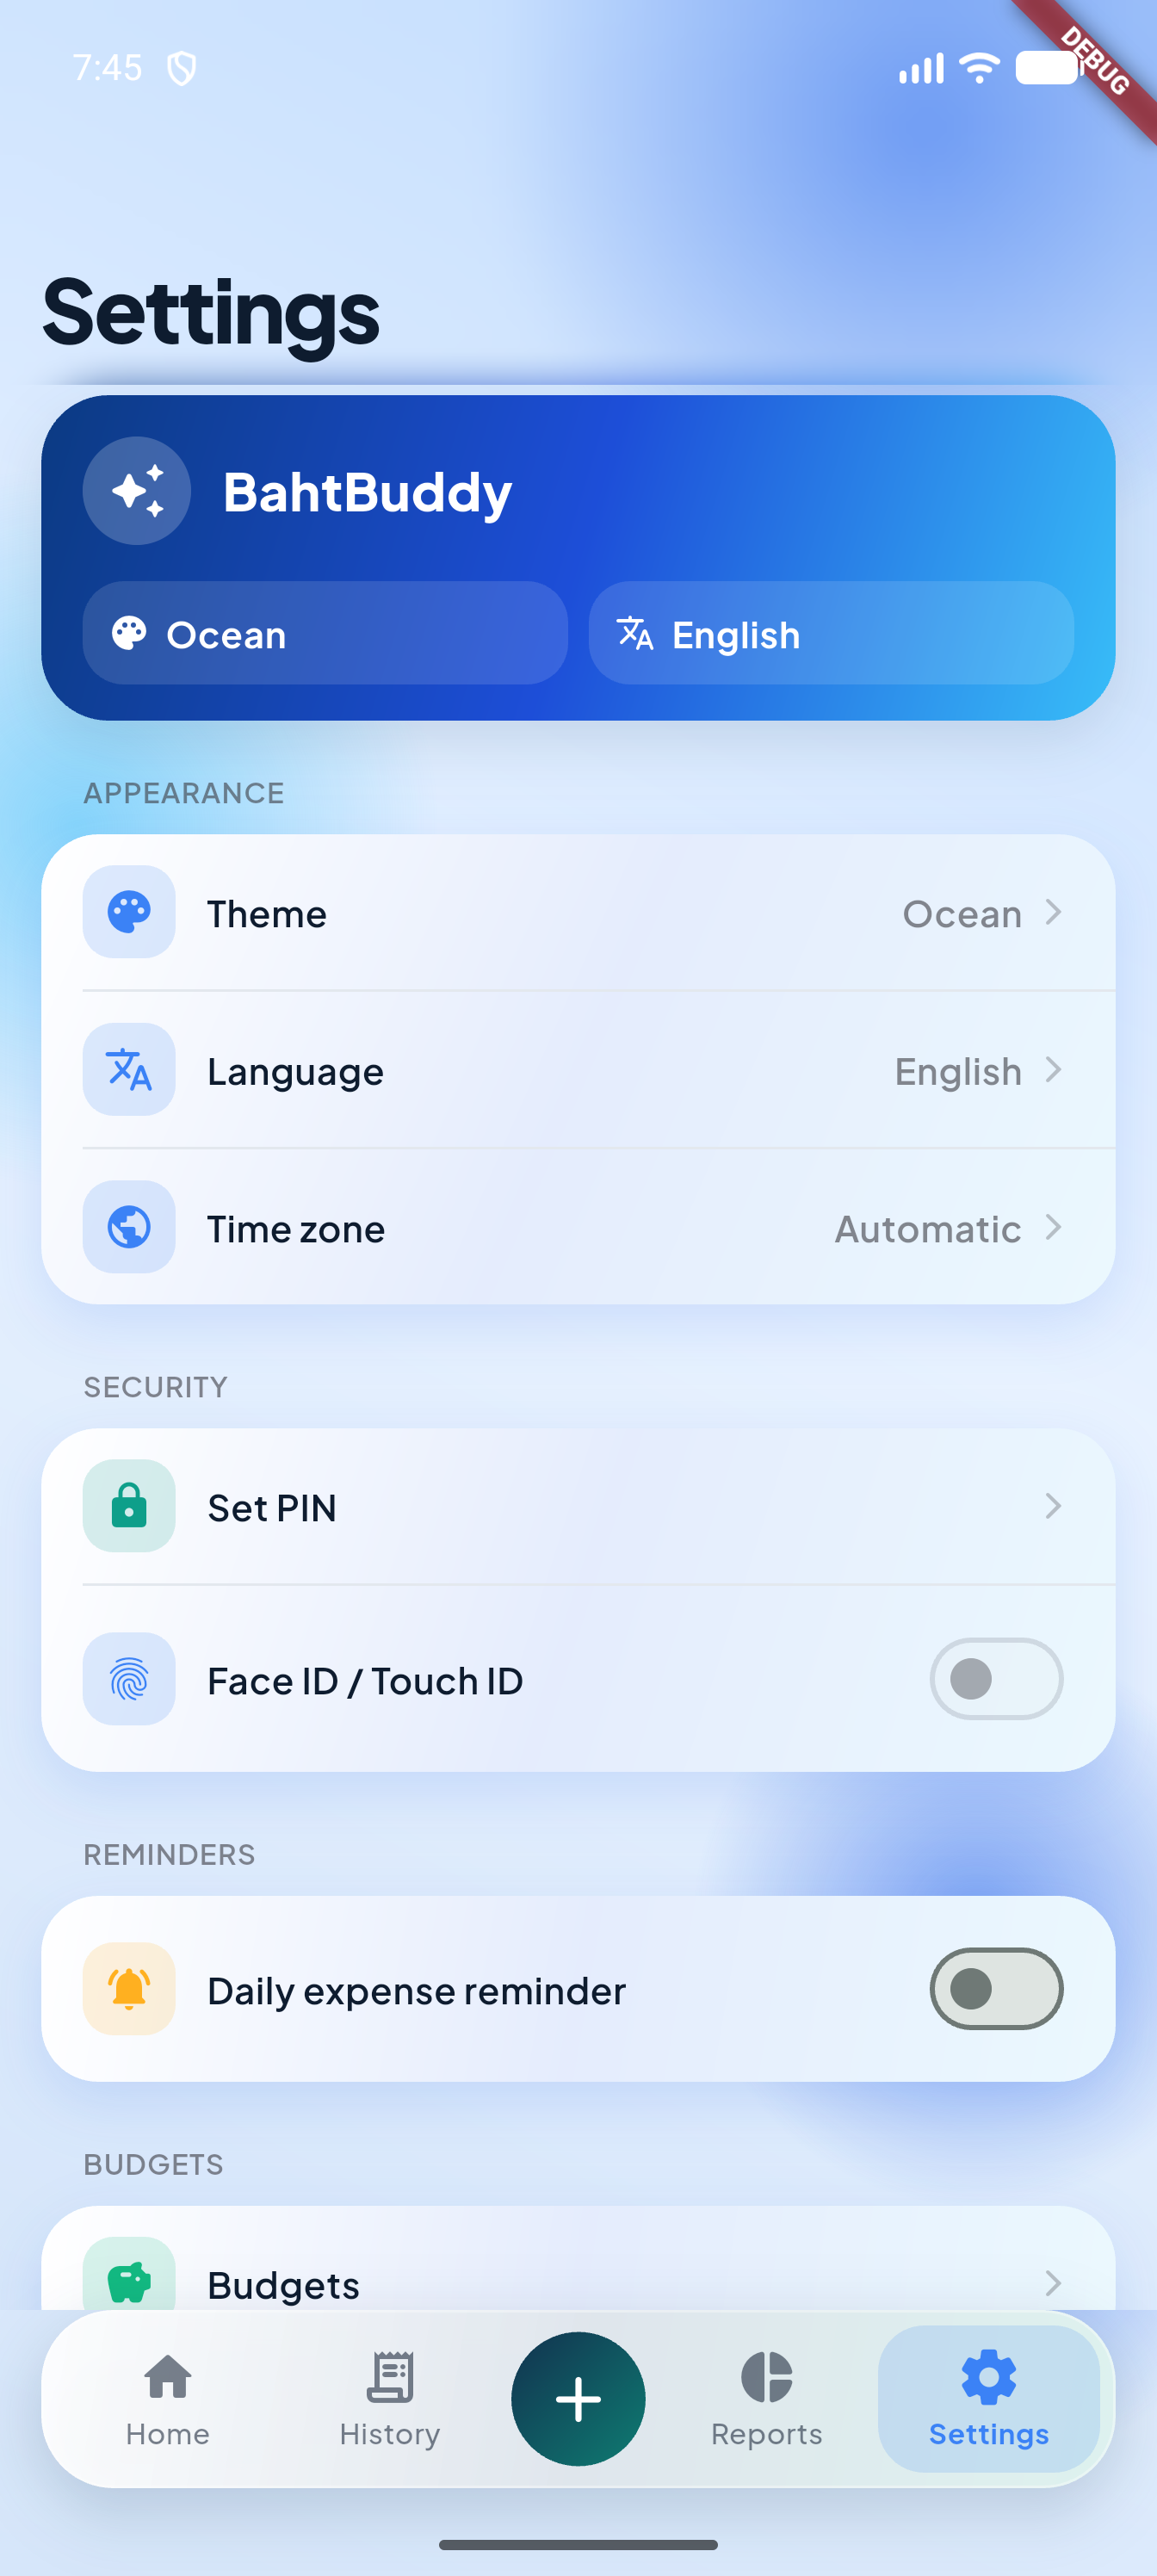 7:45
DEBUG
Settings
BahtBuddy
Ocean
English
APPEARANCE
Theme
Ocean
Language
English
Time zone
Automatic
SECURITY
Set PIN
Face ID / Touch ID
REMINDERS
Daily expense reminder
BUDGETS
Budgets
Home
History
Reports
Settings